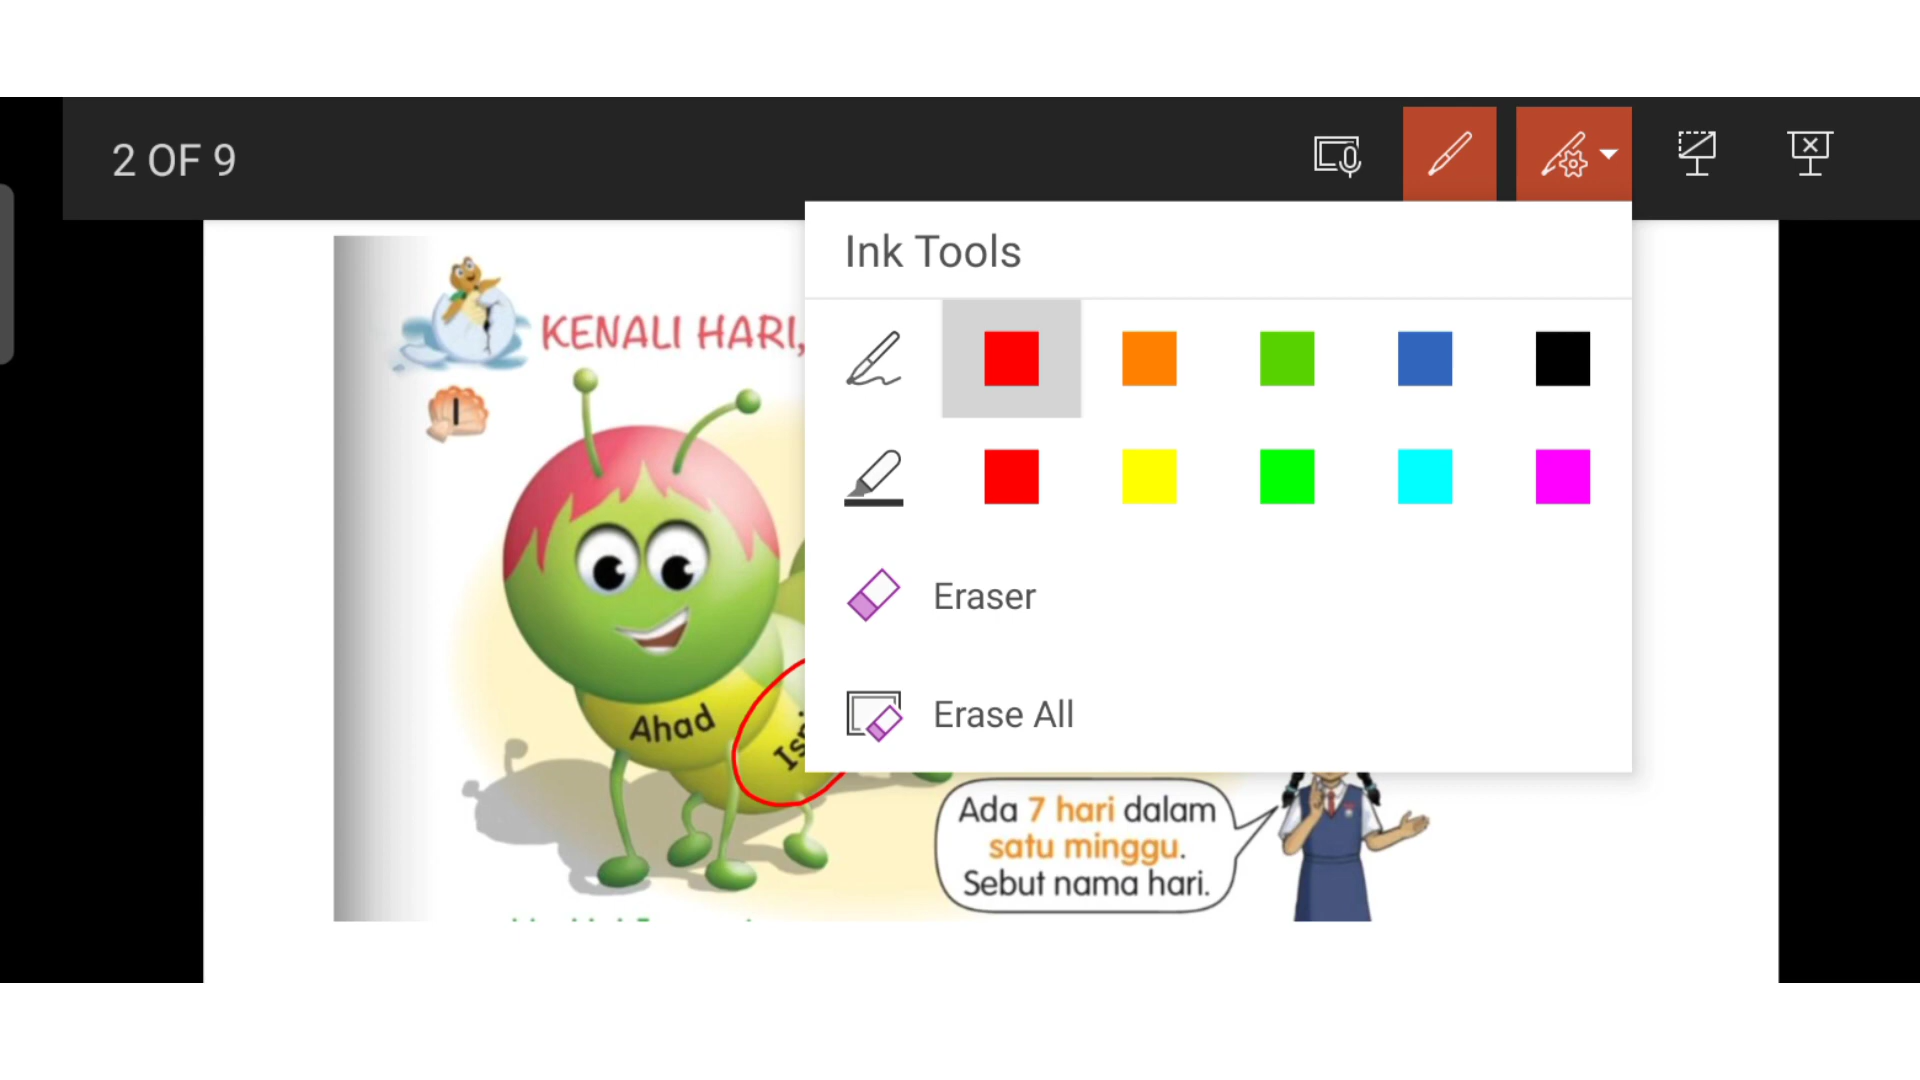 2 OF 9
Ink Tools
KENALI HARI,
1
Eraser
Ahad
Erase All
Ada 7 hari dalam
satu minggu.
Sebut nama hari.